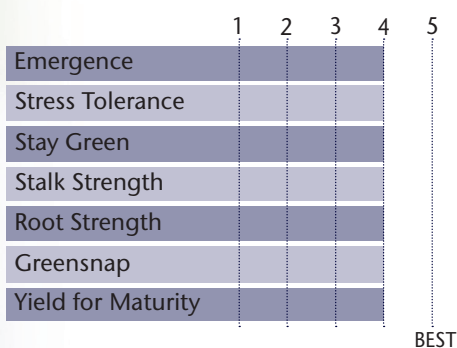 1 2 3 4 5
Emergence
Stress Tolerance
Stay Green
Stalk Strength
Root Strength
Greensnap
Yield for Maturity
BEST